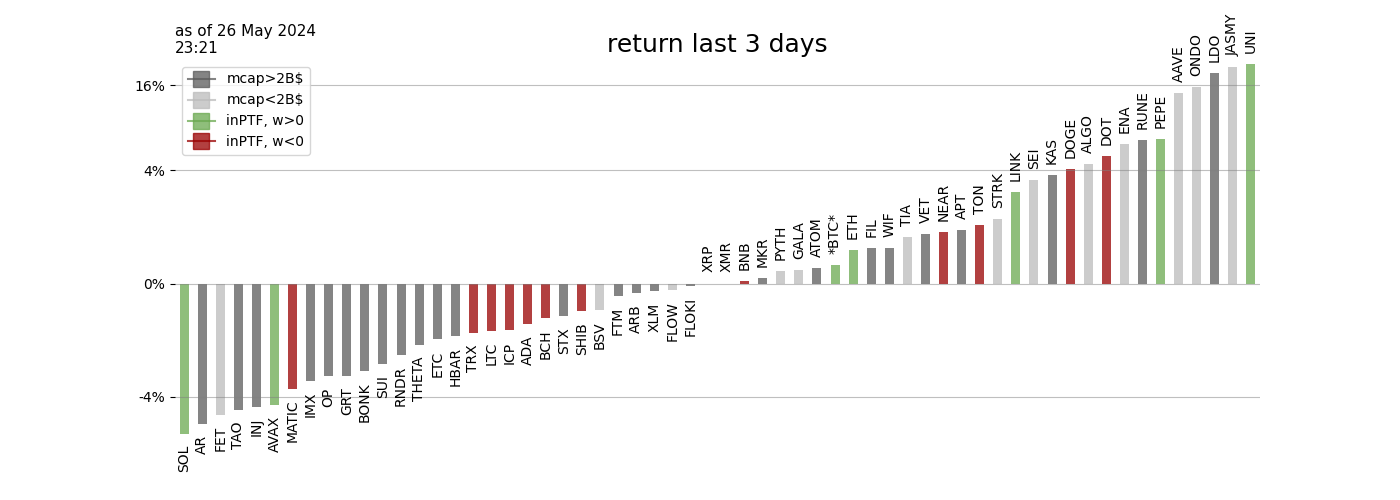 as of 26 May 2024
23:21
return last 3 days
mcap>2B$
mcap<2B$
inPTF, w>0
inPTF, w<0
16%
4%
0%
-4%
SOL
AR
FET
TAO
INJ
AVAX
MATIC
IMX
OP
GRT
BONK
SUI
RNDR
THETA
ETC
HBAR
TRX
LTC
ICP
ADA
BCH
STX
SHIB
BSV
FTM
ARB
XLM
FLOW
FLOKI
XRP
XMR
BNB
MKR
PYTH
GALA
ATOM
*BTC*
ETH
FIL
WIF
TIA
VET
NEAR
APT
TON
STRK
LINK
SEI
KAS
DOGE
ALGO
DOT
ENA
RUNE
PEPE
AAVE
ONDO
LDO
JASMY
UNI